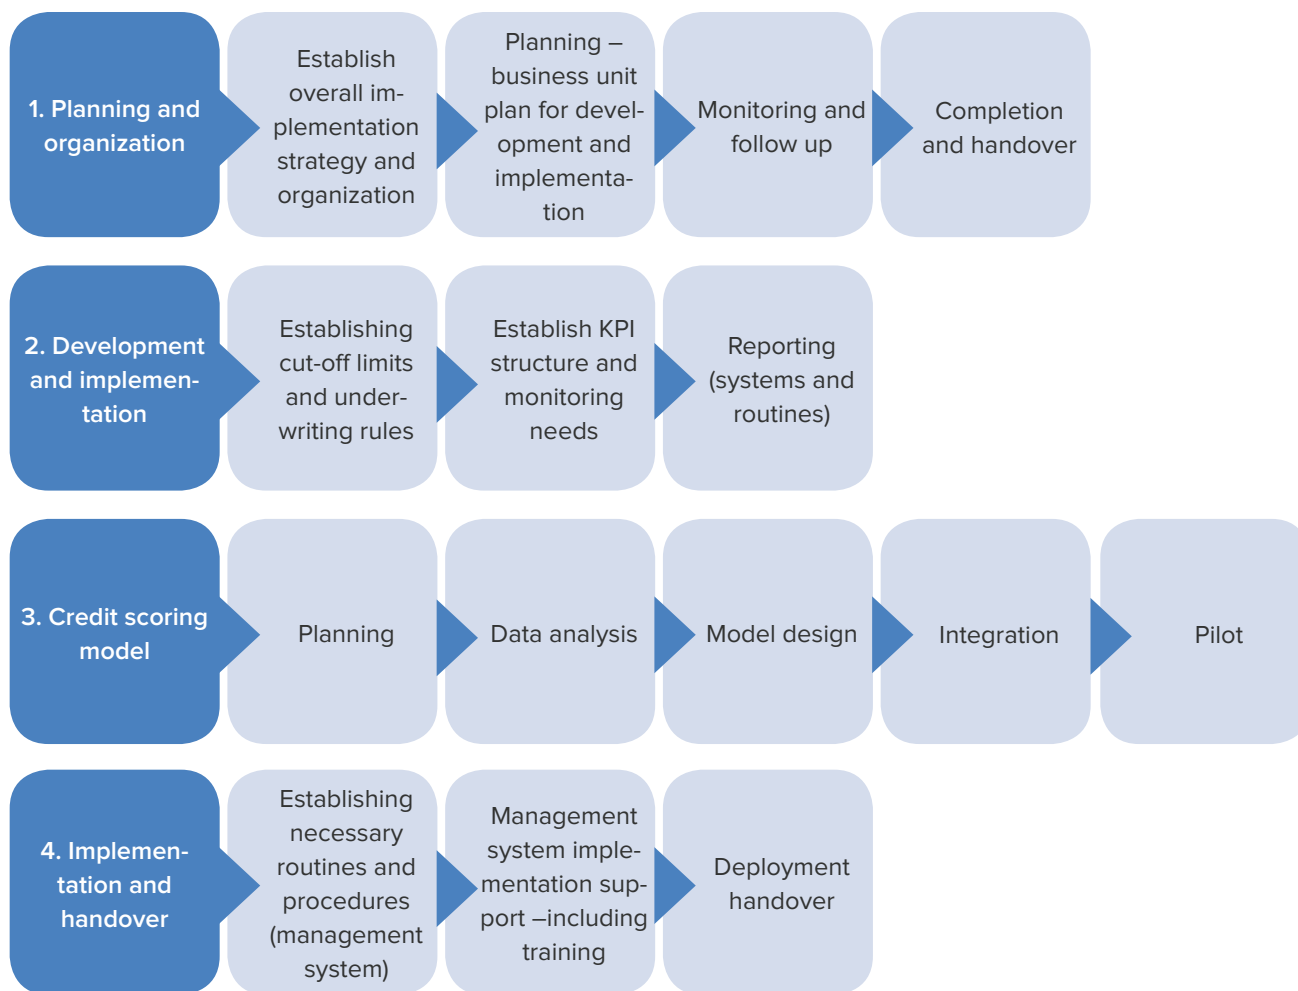 1. Planning and
organization
Establish
overall im-
plementation
strategy and
organization
Planning –
business unit
plan for devel-
opment and
implementa-
tion
Monitoring and
follow up
Completion
and handover
2. Development
and implemen-
tation
Establishing
cut-off limits
and under-
writing rules
Establish KPI
structure and
monitoring
needs
Reporting
(systems and
routines)
3. Credit scoring
model
Planning
Data analysis
Model design
Integration
Pilot
4. Implemen-
tation and
handover
Establishing
necessary
routines and
procedures
(management
system)
Management
system imple-
mentation sup-
port –including
training
Deployment
handover